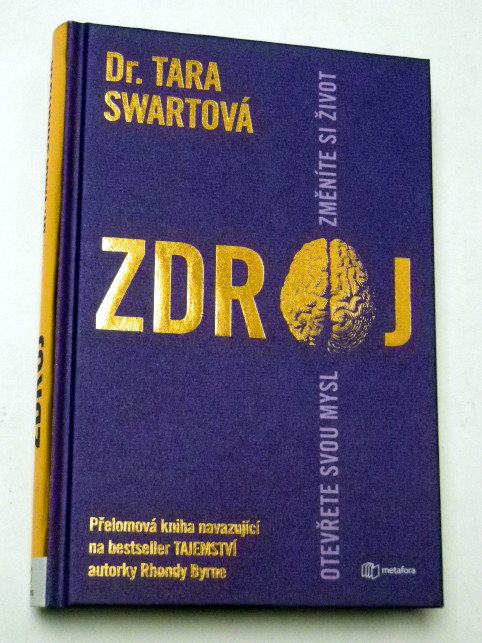 Dr. TARA
SWARTOVÁ
ZDROJ
OTEVŘETE SVOU MYSL ZMĚNÍTE SI ŽIVOT
Přelomová kniha navazující
na bestseller TAJEMSTVÍ
autorky Rhondy Byrne
metafora
ZDROJ